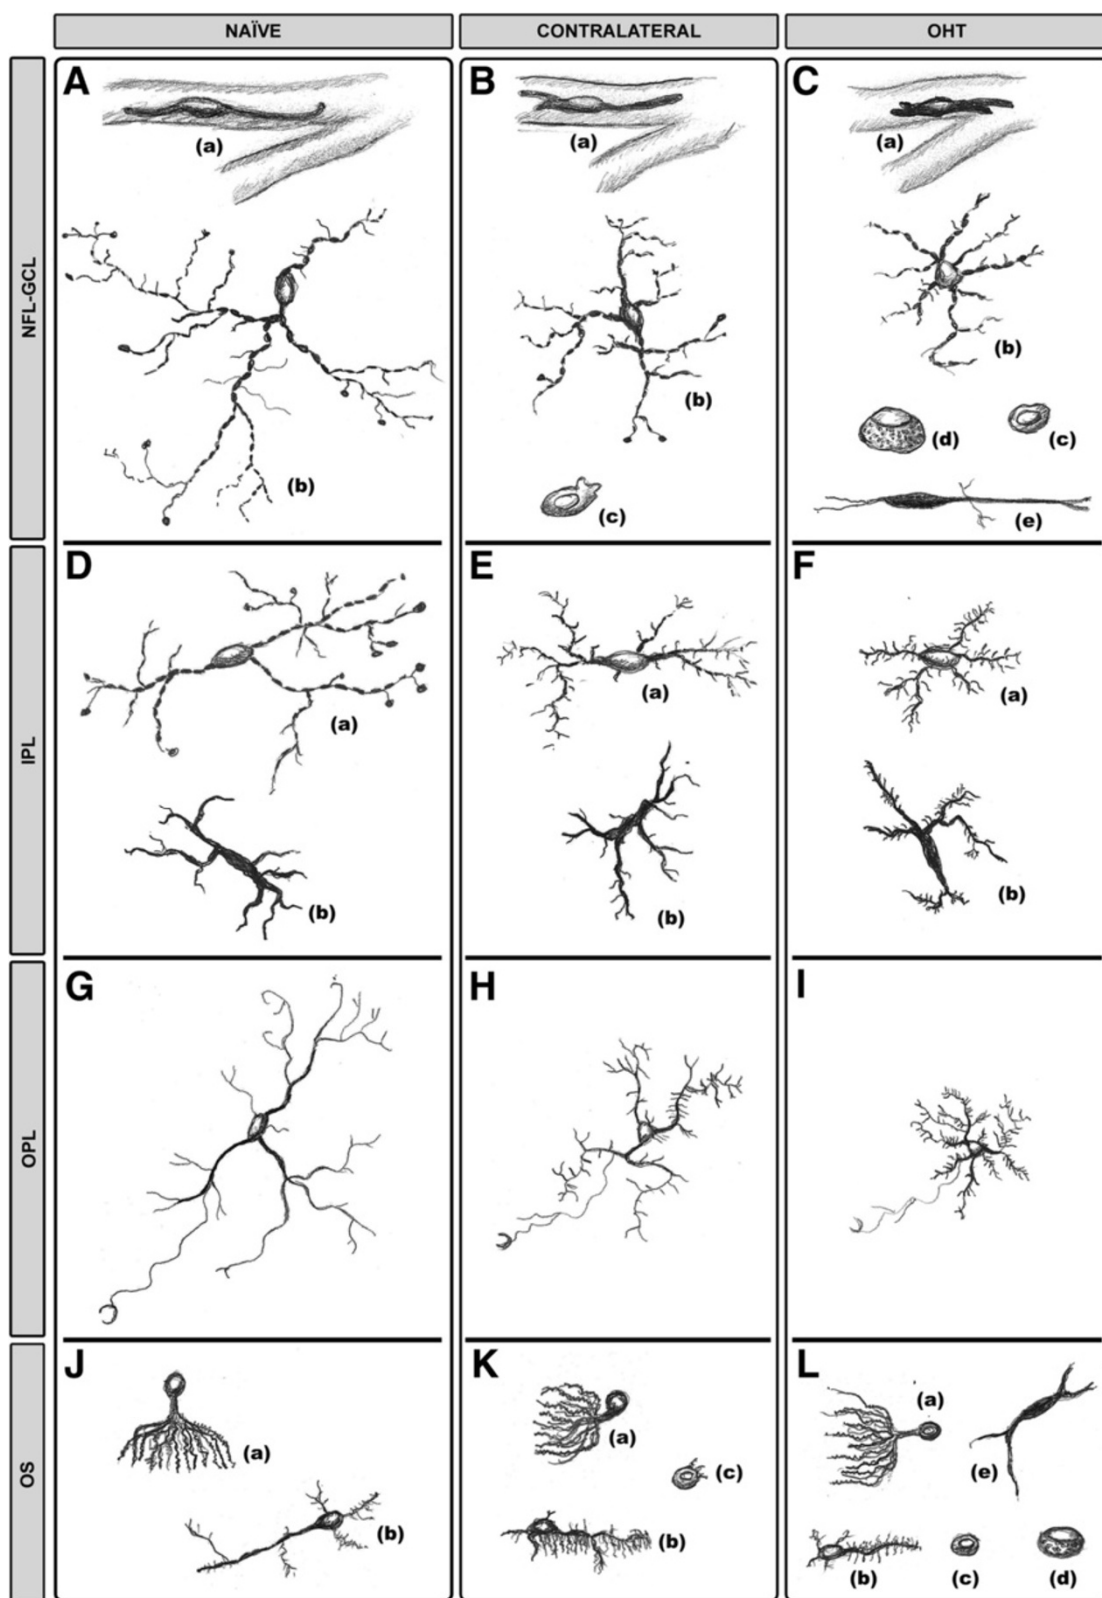 NAÏVE
CONTRALATERAL
OHT
NFL-GCL
A
(a)
(b)
B
(a)
(b)
(c)
C
(a)
(b)
(d)
(c)
(e)
IPL
D
(a)
(b)
E
(a)
(b)
F
(a)
(b)
OPL
G
H
I
OS
J
(a)
(b)
K
(a)
(c)
(b)
L
(a)
(e)
(b)
(c)
(d)